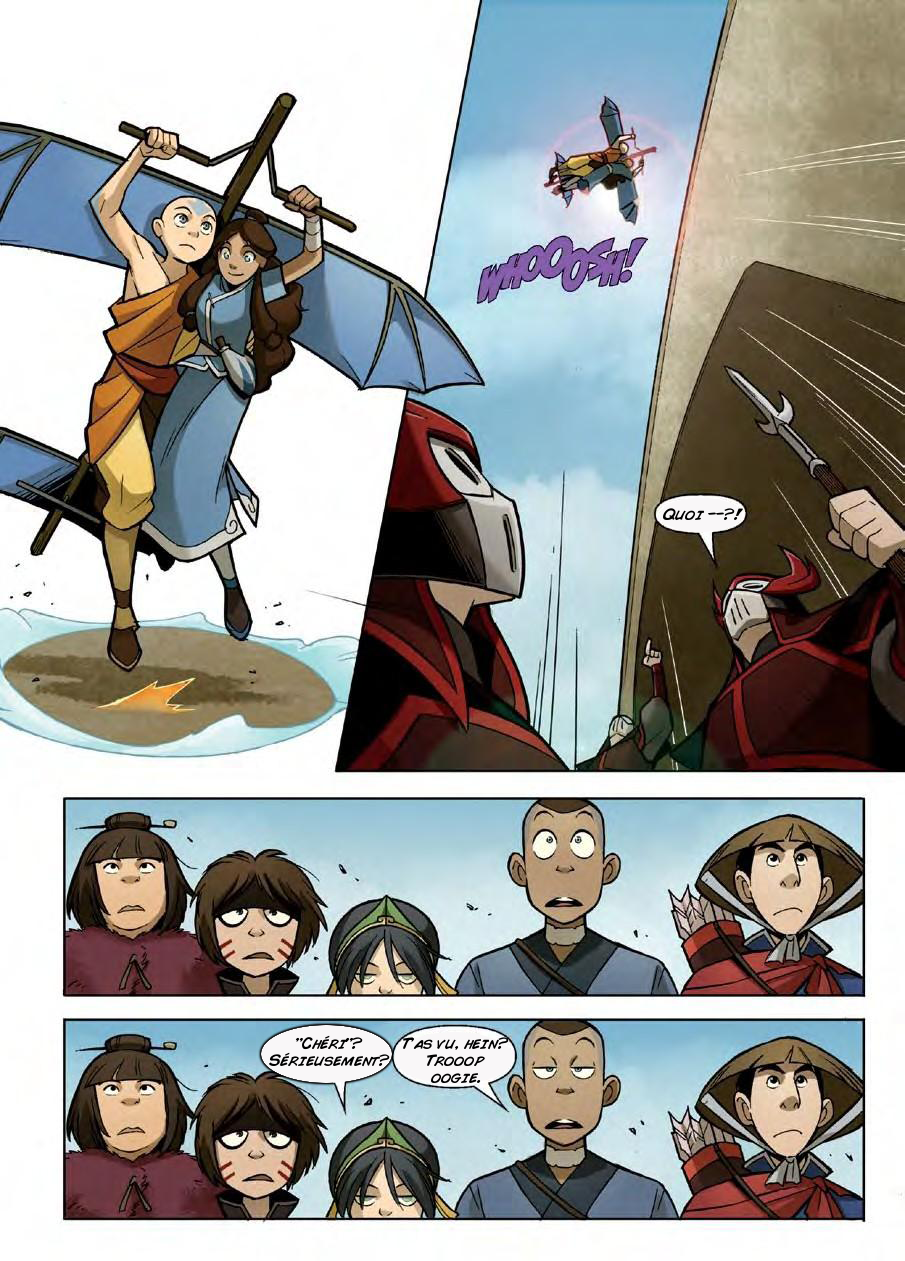 WHOOOSH!
QUOI --?!
"CHÉRI"?
SÉRIEUSEMENT?
T'AS VU, HEIN?
TROOOP
OOGIE.